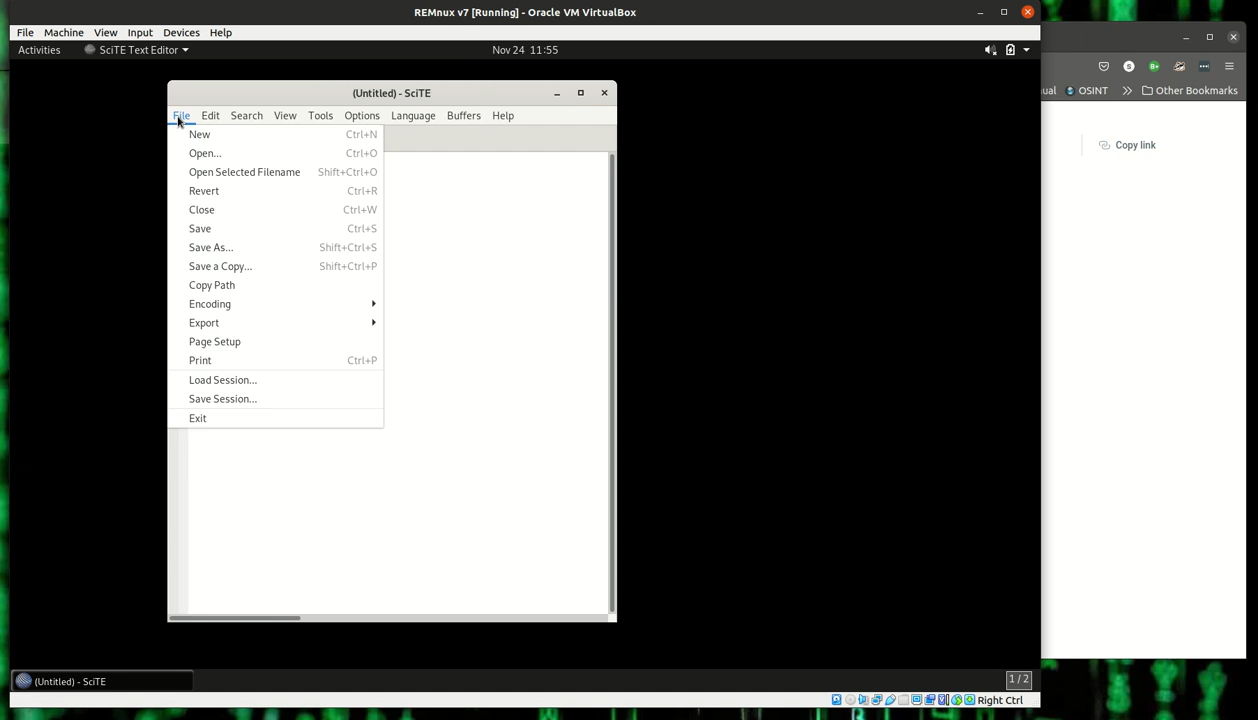 REMnux v7 [Running] - Oracle VM VirtualBox
File Machine View Input Devices Help
Activities SciTE Text Editor Nov 24 11:55
(Untitled) - SciTE
File Edit Search View Tools Options Language Buffers Help
New Ctrl+N
Open... Ctrl+O
Open Selected Filename Shift+Ctrl+O
Revert Ctrl+R
Close Ctrl+W
Save Ctrl+S
Save As... Shift+Ctrl+S
Save a Copy... Shift+Ctrl+P
Copy Path
Encoding
Export
Page Setup
Print Ctrl+P
Load Session...
Save Session...
Exit
(Untitled) - SciTE 1 / 2
Right Ctrl
S B+
ual OSINT Other Bookmarks
Copy link